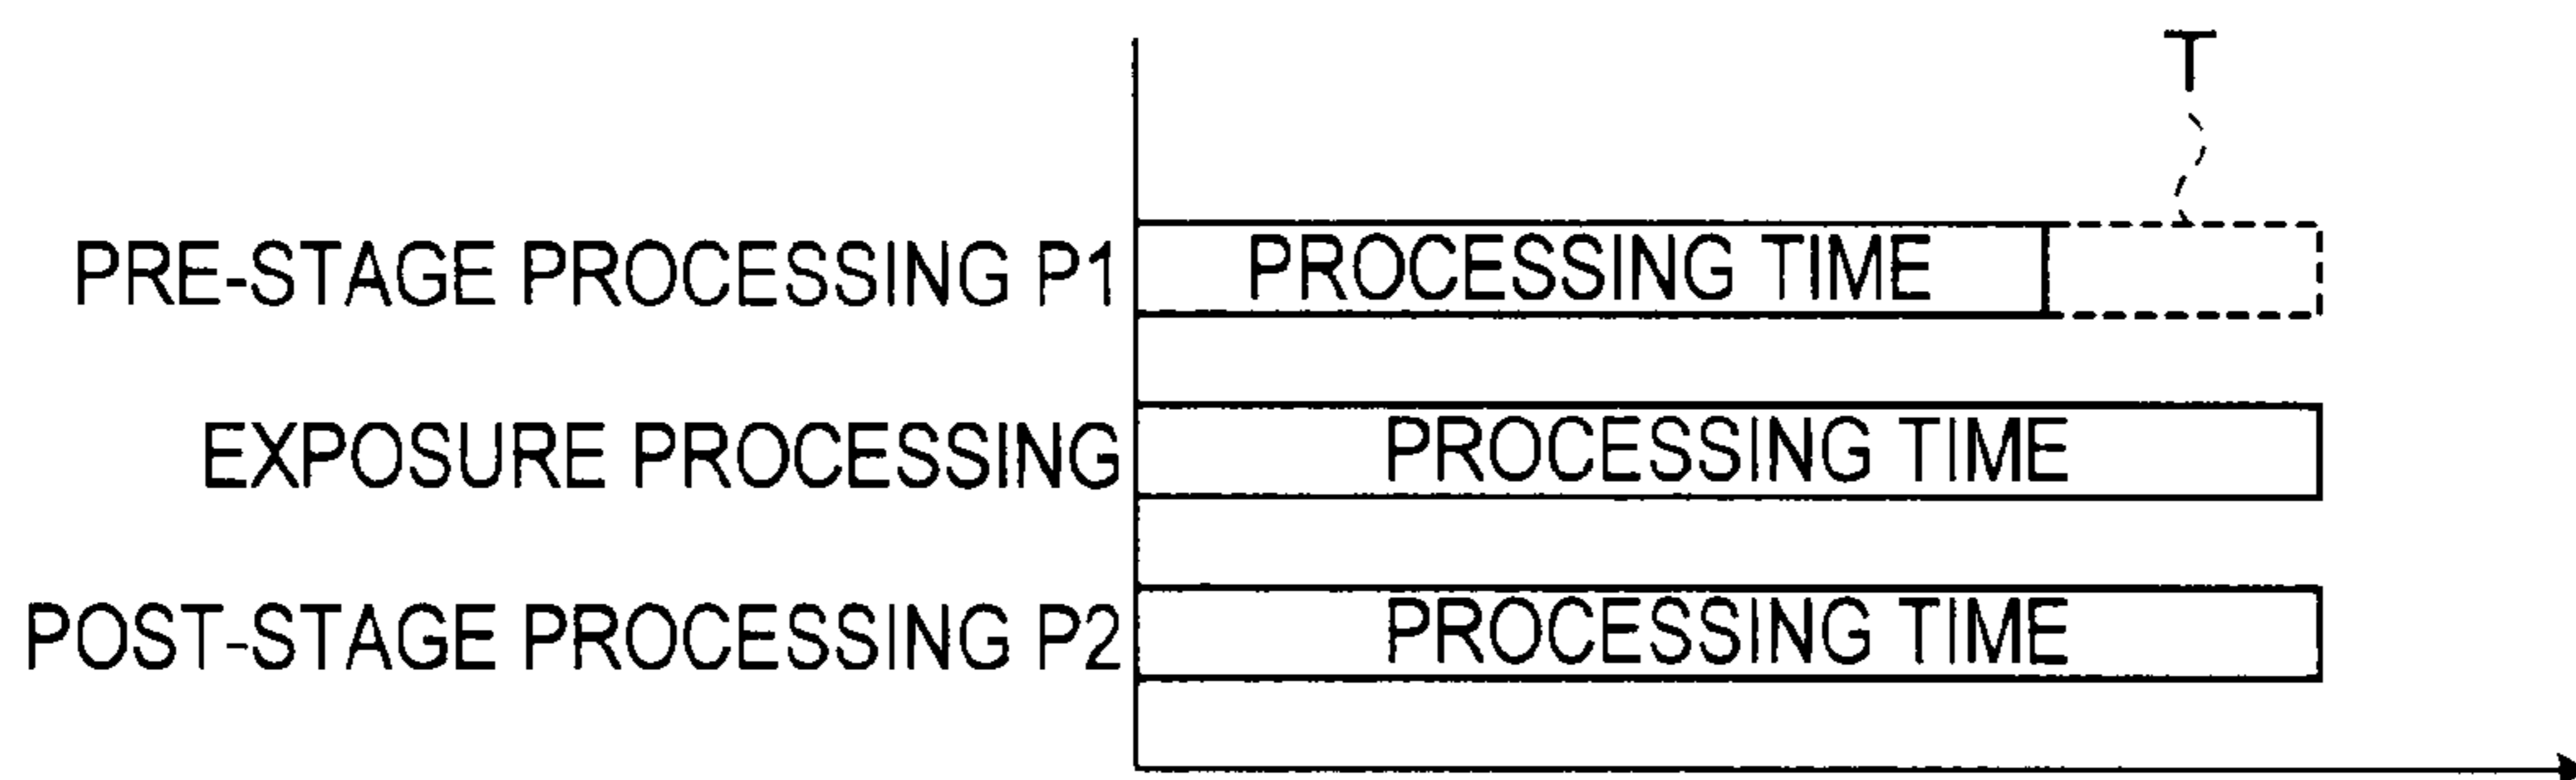 T
PRE-STAGE PROCESSING P1 PROCESSING TIME
EXPOSURE PROCESSING PROCESSING TIME
POST-STAGE PROCESSING P2 PROCESSING TIME